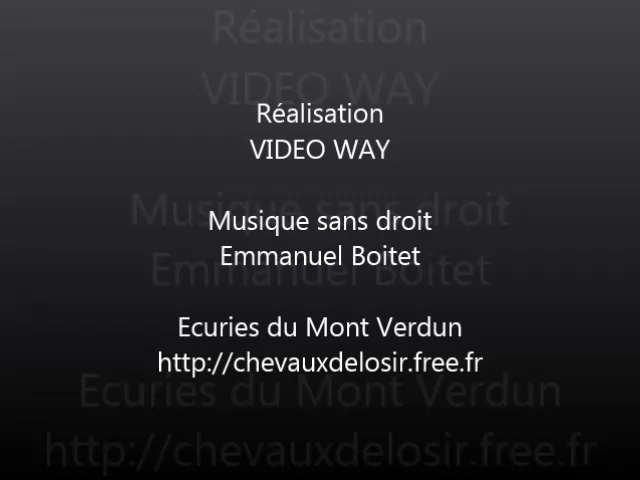 Réalisation
VIDEO WAY
Musique sans droit
Emmanuel Boitet
Ecuries du Mont Verdun
http://chevauxdelosir.free.fr